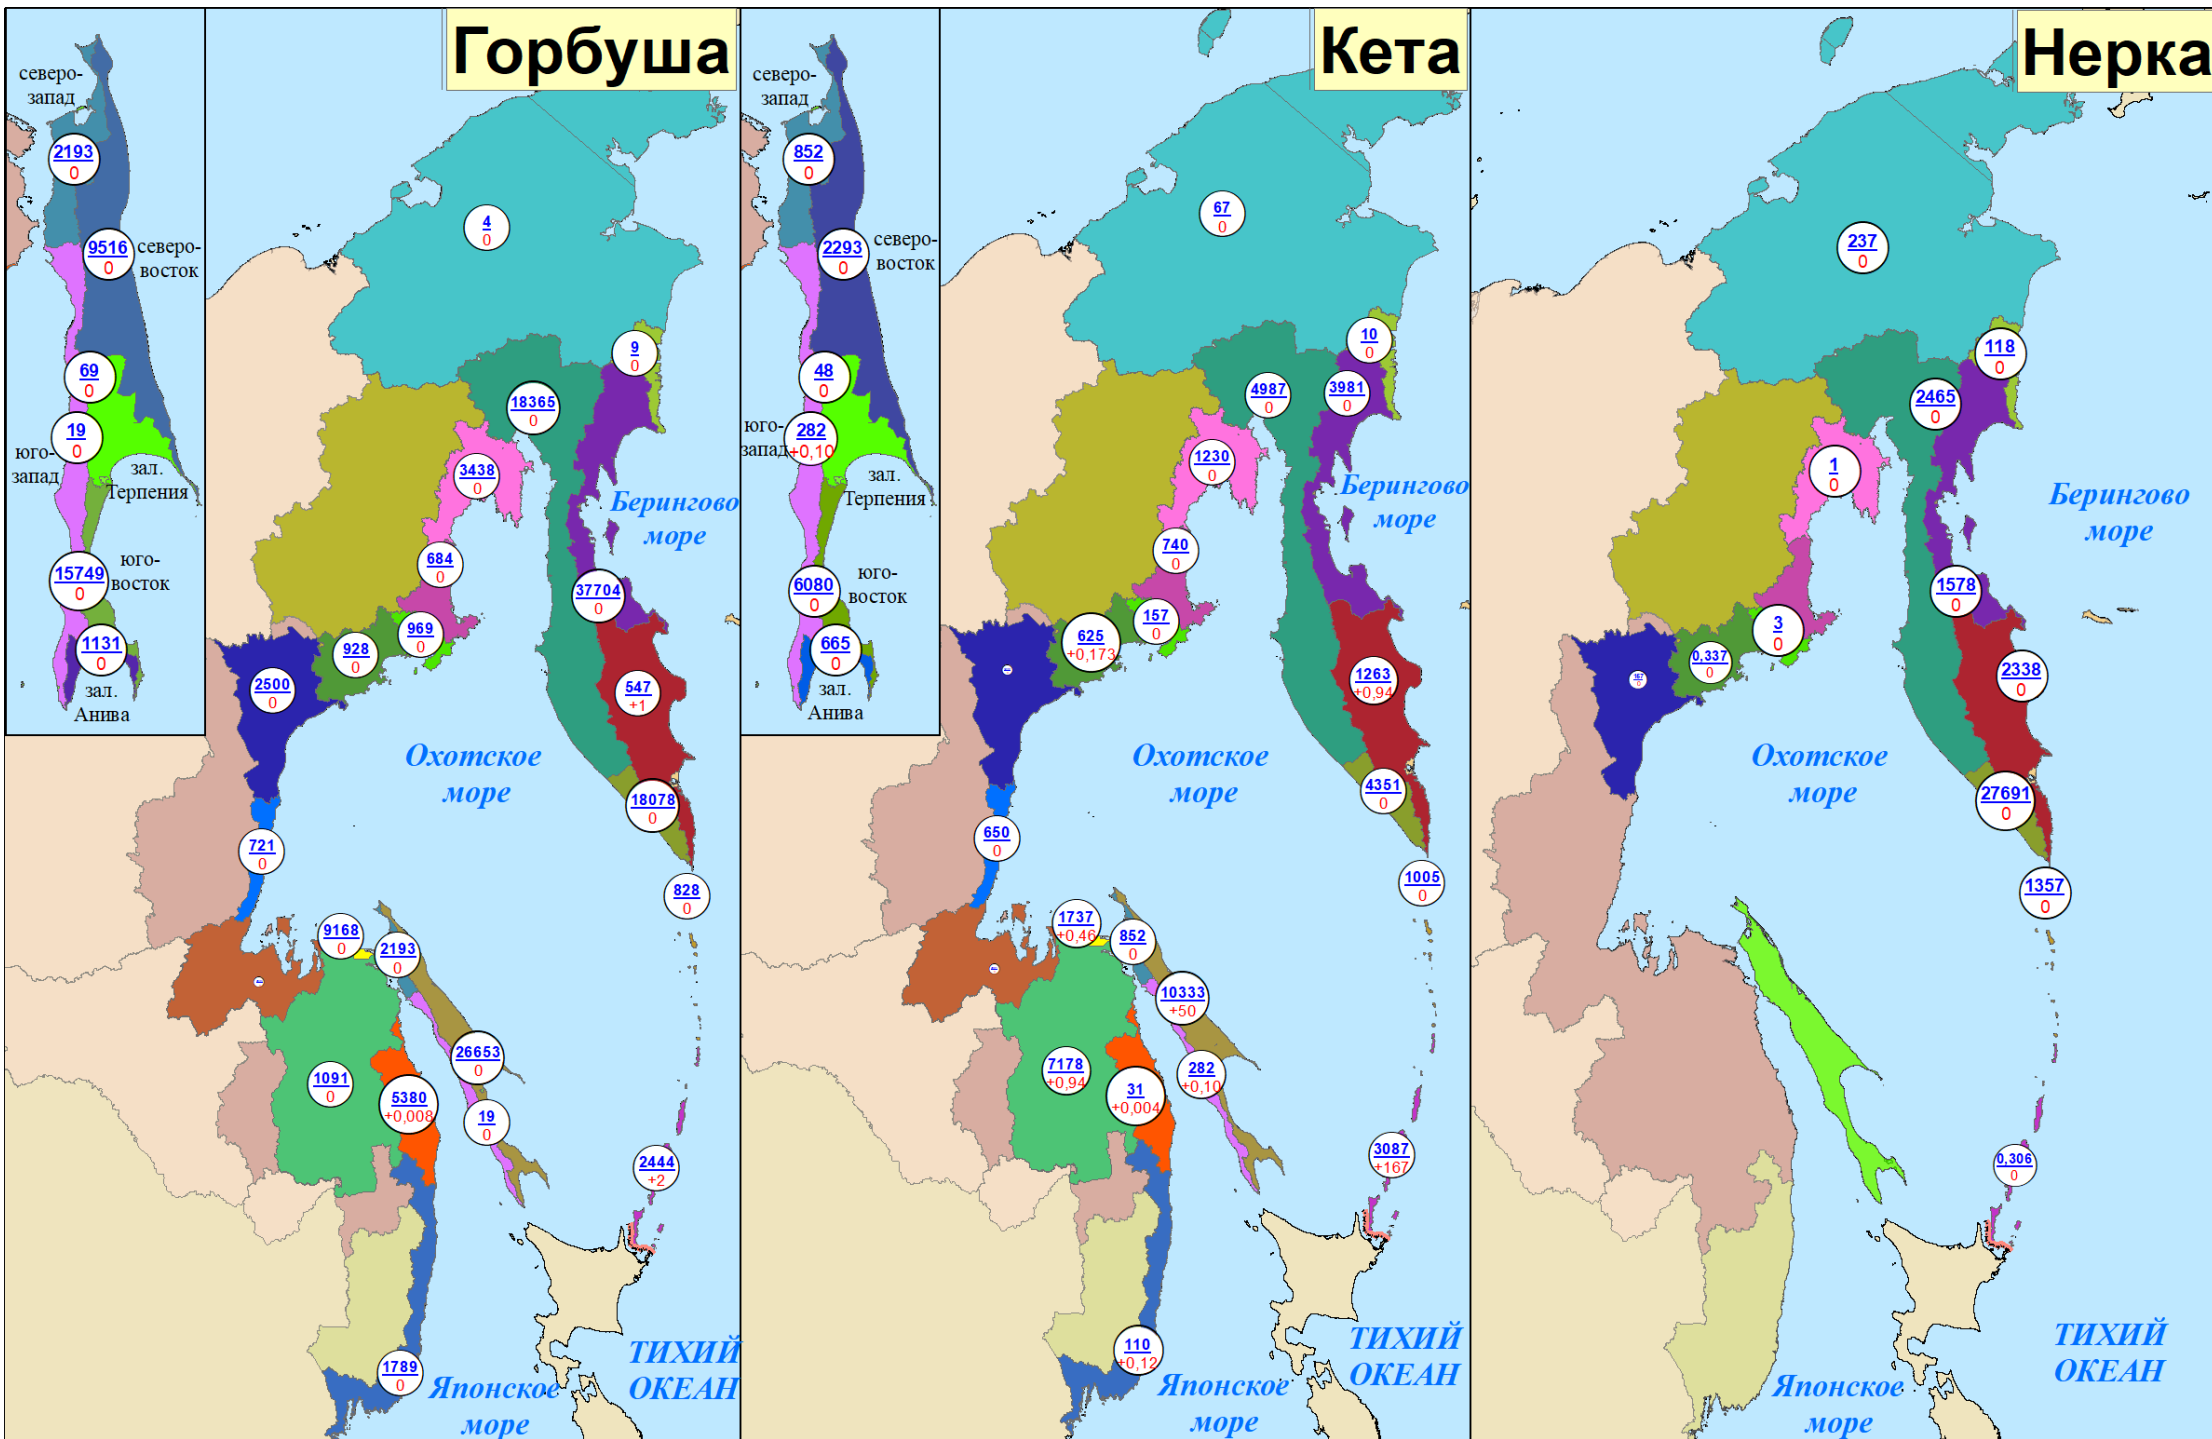 Горбуша
северо-
запад
2193
0
9516
0
северо-
восток
69
0
19
0
юго-
запад
зал.
Терпения
15749
0
юго-
восток
1131
0
зал.
Анива
4
0
9
0
18365
0
3438
0
Берингово
море
684
0
37704
0
969
0
928
0
2500
0
547
+1
Охотское
море
18078
0
721
0
828
0
9168
0
2193
0
26653
0
1091
0
5380
+0,008
19
0
2444
+2
1789
0
ТИХИЙ
ОКЕАН
Японское
море
Кета
северо-
запад
852
0
2293
0
северо-
восток
48
0
юго-
запад
282
+0,10
зал.
Терпения
6080
0
юго-
восток
665
0
зал.
Анива
67
0
10
0
4987
0
3981
0
1230
0
Берингово
море
740
0
157
0
625
+0,173
1263
+0,94
Охотское
море
4351
0
650
0
1005
0
1737
+0,46
852
0
10333
+50
7178
+0,94
282
+0,10
31
+0,004
3087
+167
110
+0,12
ТИХИЙ
ОКЕАН
Японское
море
Нерка
237
0
118
0
2465
0
1
0
Берингово
море
1578
0
3
0
0,337
0
167
0
2338
0
Охотское
море
27691
0
1357
0
0,306
0
ТИХИЙ
ОКЕАН
Японское
море